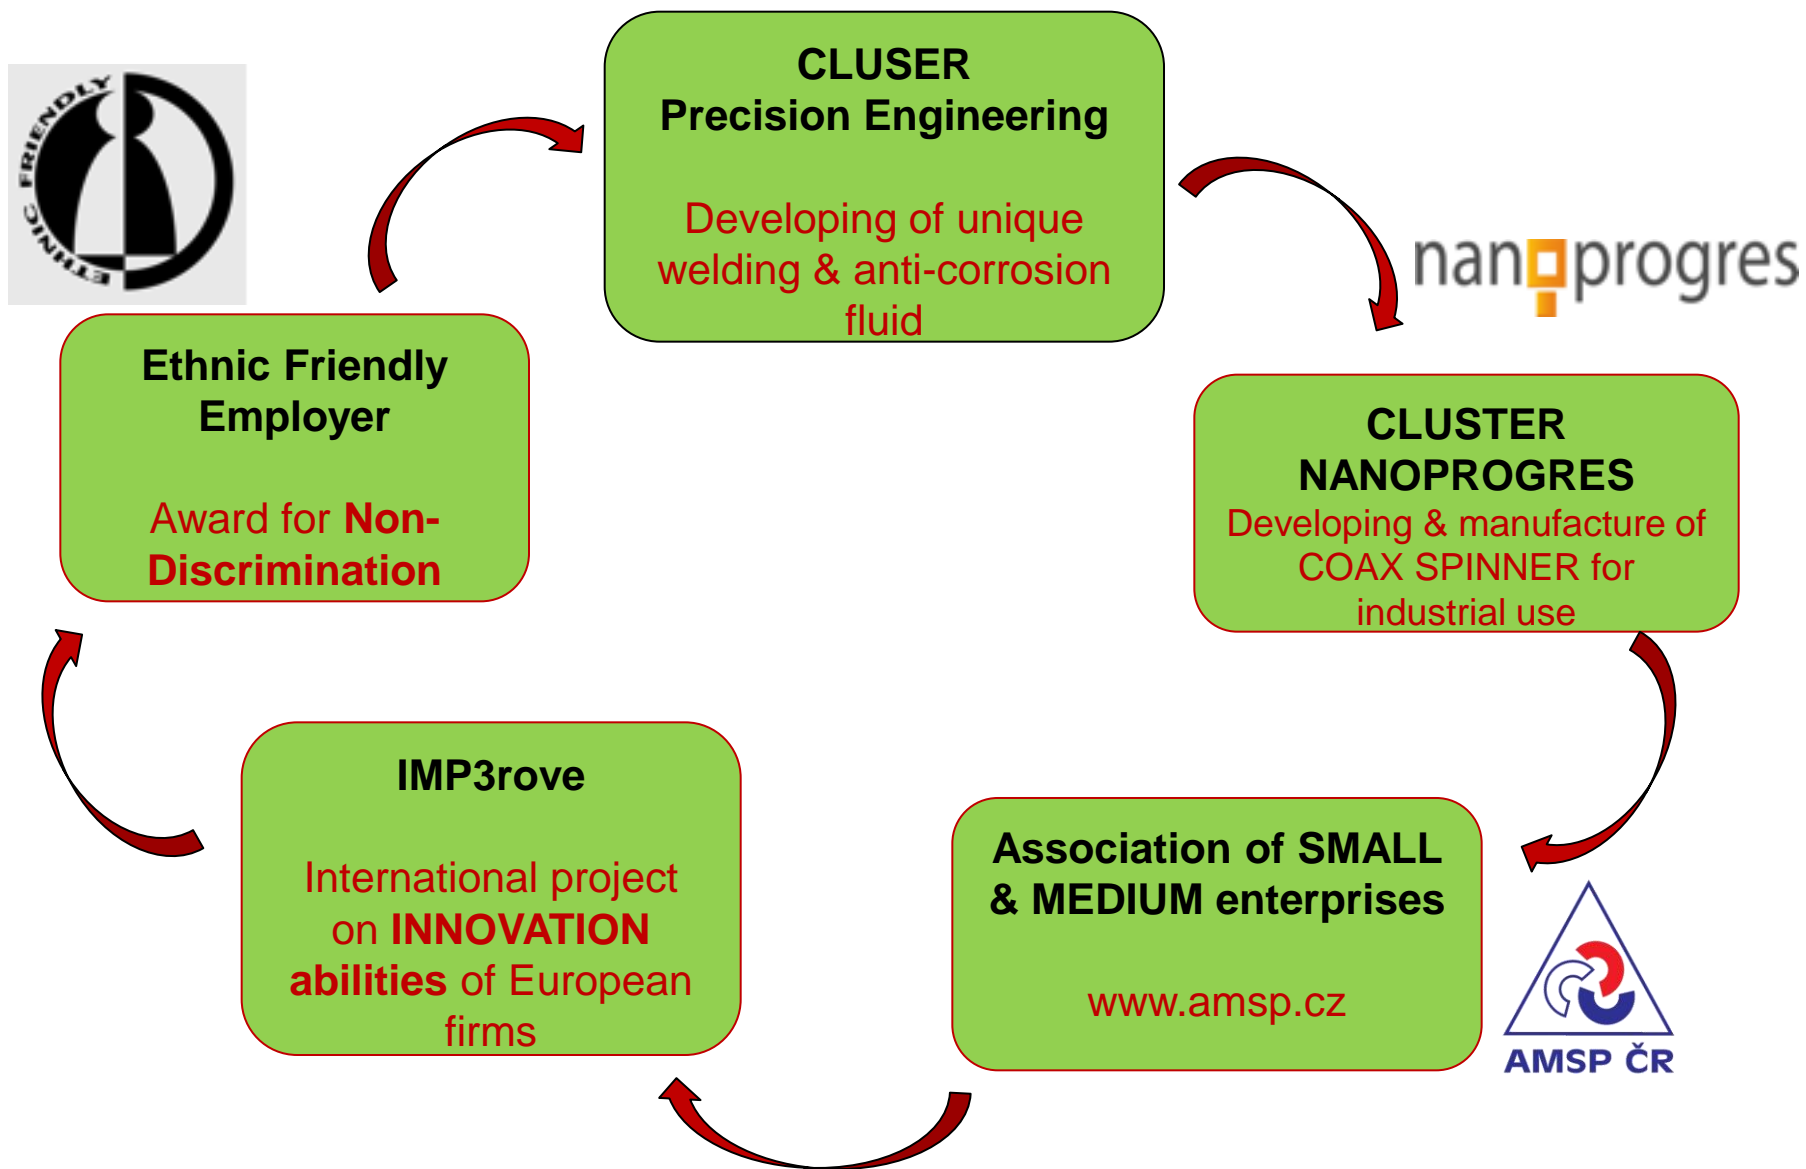 CLUSER
Precision Engineering
Developing of unique
welding & anti-corrosion
fluid
ETHNIC FRIENDLY
nanoprogres
Ethnic Friendly
Employer
Award for Non-
Discrimination
CLUSTER
NANOPROGRES
Developing & manufacture of
COAX SPINNER for
industrial use
IMP3rove
International project
on INNOVATION
abilities of European
firms
Association of SMALL
& MEDIUM enterprises
www.amsp.cz
AMSP ČR